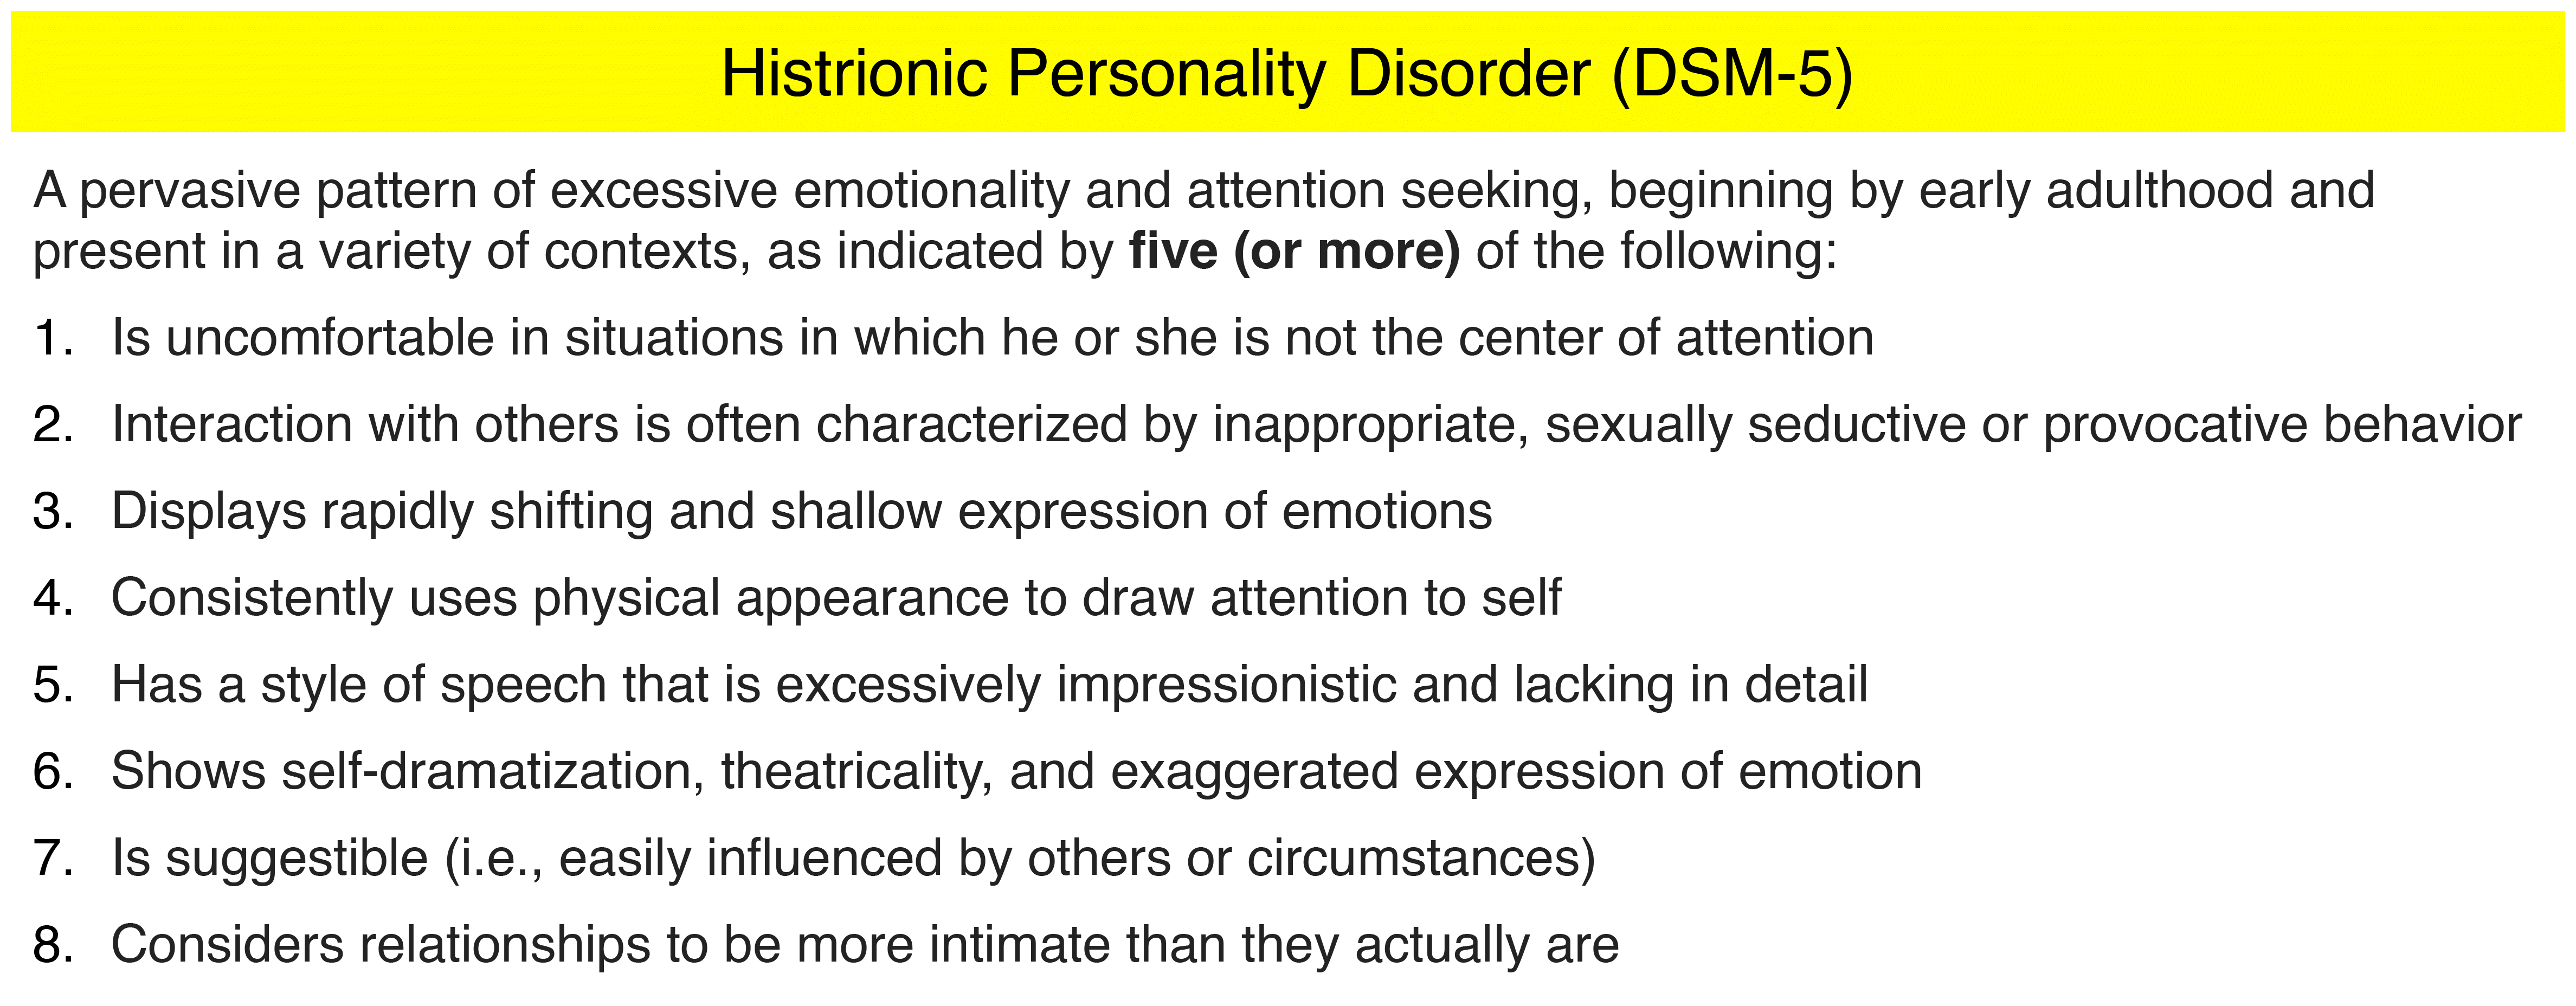 Histrionic Personality Disorder (DSM-5)
A pervasive pattern of excessive emotionality and attention seeking, beginning by early adulthood and
present in a variety of contexts, as indicated by five (or more) of the following:
1. Is uncomfortable in situations in which he or she is not the center of attention
2. Interaction with others is often characterized by inappropriate, sexually seductive or provocative behavior
3. Displays rapidly shifting and shallow expression of emotions
4. Consistently uses physical appearance to draw attention to self
5. Has a style of speech that is excessively impressionistic and lacking in detail
6. Shows self-dramatization, theatricality, and exaggerated expression of emotion
7. Is suggestible (i.e., easily influenced by others or circumstances)
8. Considers relationships to be more intimate than they actually are